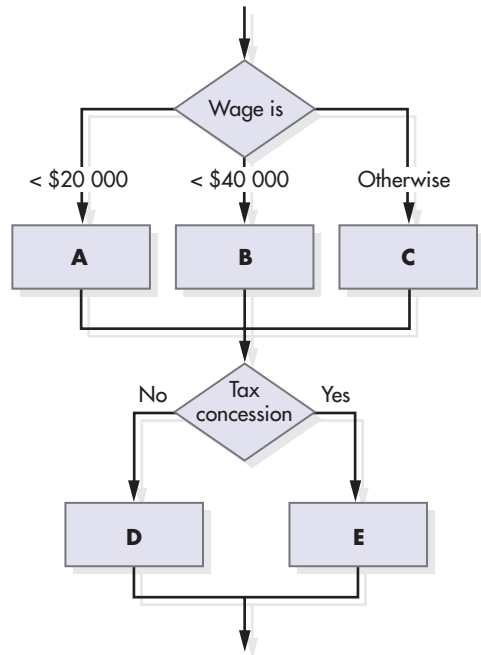 Wage is
< $20 000
< $40 000
Otherwise
A
B
C
No
Tax
concession
Yes
D
E